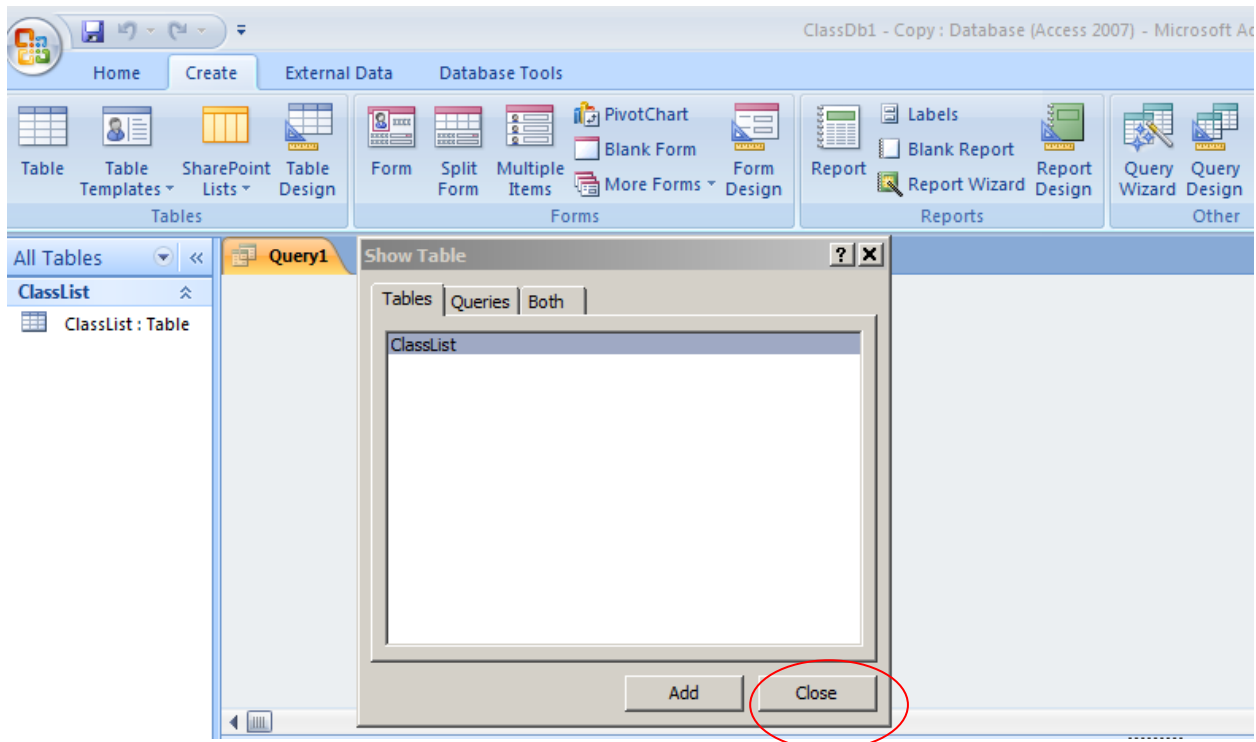 ClassDb1 - Copy : Database (Access 2007) - Microsoft Ac
Home Create External Data Database Tools
Table
Table Templates
SharePoint Lists
Table Design
Tables
Form
Split Form
Multiple Items
PivotChart
Blank Form
More Forms
Form Design
Forms
Report
Labels
Blank Report
Report Wizard
Report Design
Reports
Query Wizard
Query Design
Other
All Tables
ClassList
ClassList : Table
Query1
Show Table
Tables Queries Both
ClassList
Add Close